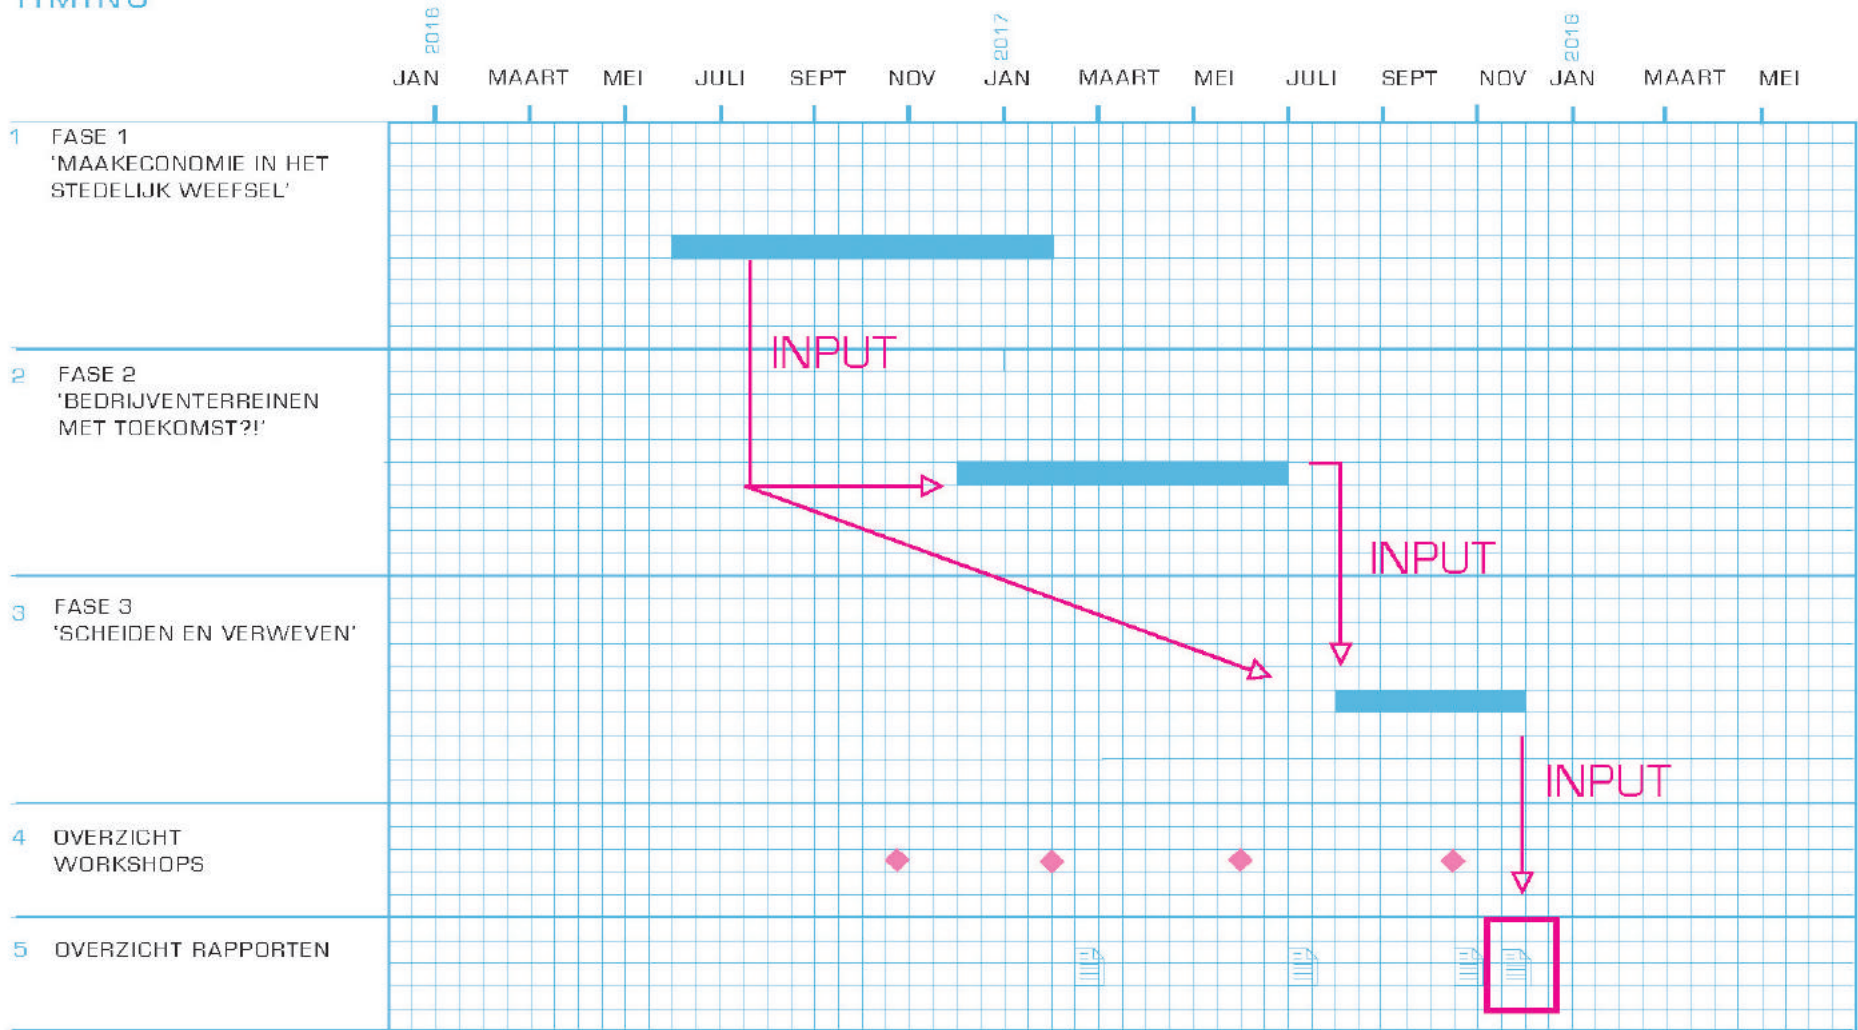 TIMING
2016 2017 2018
JAN MAART MEI JULI SEPT NOV JAN MAART MEI JULI SEPT NOV JAN MAART MEI
1 FASE 1
'MAAKECONOMIE IN HET
STEDELIJK WEEFSEL'
INPUT
2 FASE 2
'BEDRIJVENTERREINEN
MET TOEKOMST?!'
INPUT
3 FASE 3
'SCHEIDEN EN VERWEVEN'
INPUT
4 OVERZICHT
WORKSHOPS
5 OVERZICHT RAPPORTEN